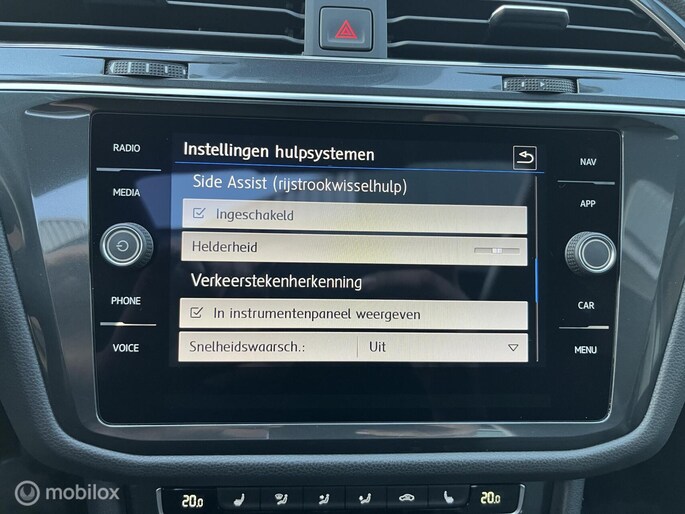 RADIO
MEDIA
PHONE
VOICE
Instellingen hulpsystemen
Side Assist (rijstrookwisselhulp)
Ingeschakeld
Helderheid
Verkeerstekenherkenning
In instrumentenpaneel weergeven
Snelheidswaarsch.: Uit
NAV
APP
CAR
MENU
20.0
20.0
mobilox